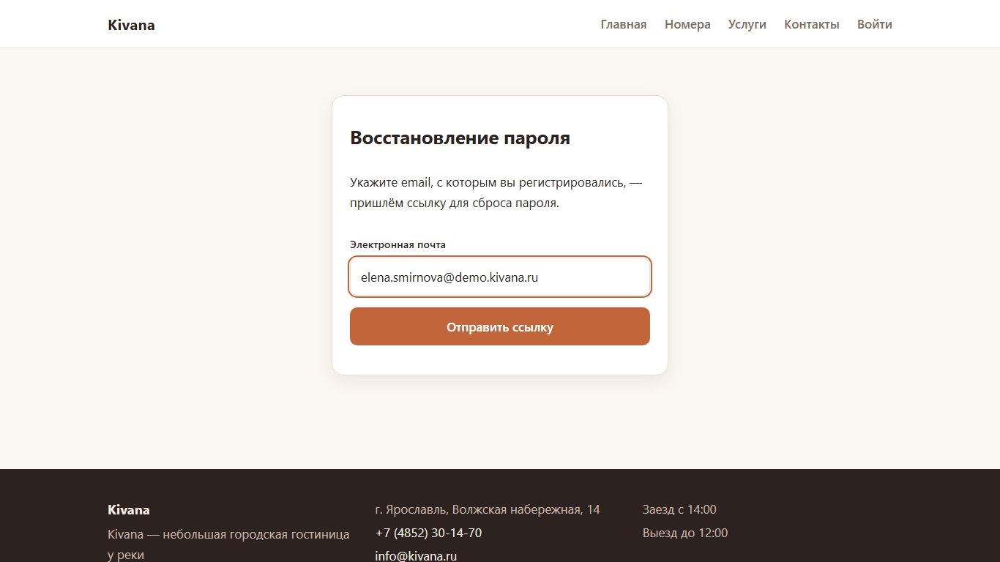 Kivana
Главная Номера Услуги Контакты Войти
Восстановление пароля
Укажите email, с которым вы регистрировались, —
пришлём ссылку для сброса пароля.
Электронная почта
elena.smirnova@demo.kivana.ru
Отправить ссылку
Kivana
Kivana — небольшая городская гостиница
у реки
г. Ярославль, Волжская набережная, 14
+7 (4852) 30-14-70
info@kivana.ru
Заезд с 14:00
Выезд до 12:00